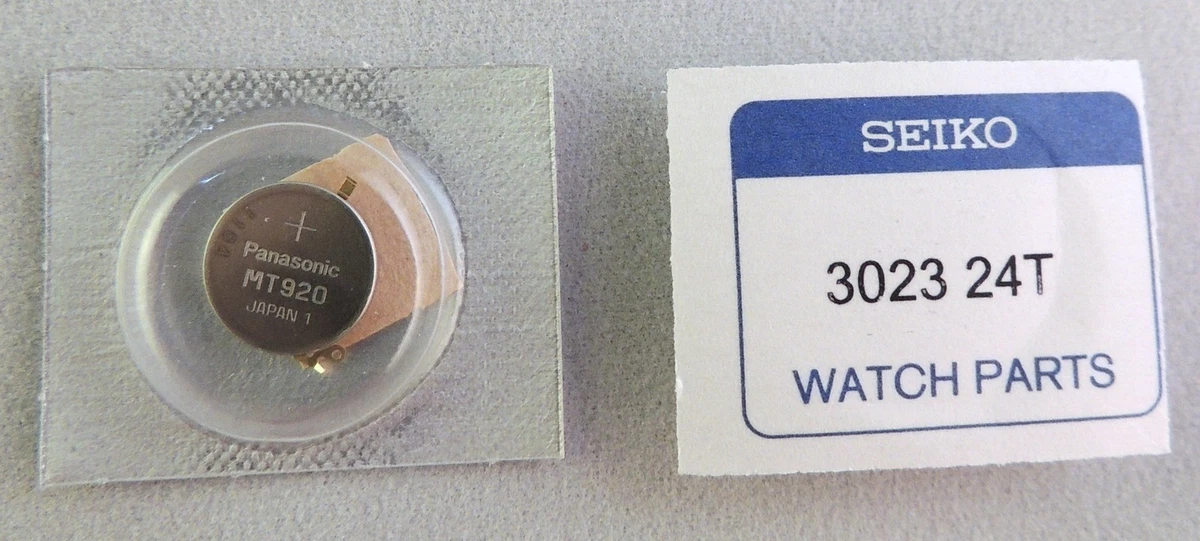 +
Panasonic
MT920
JAPAN 1
SEIKO
3023 24T
WATCH PARTS